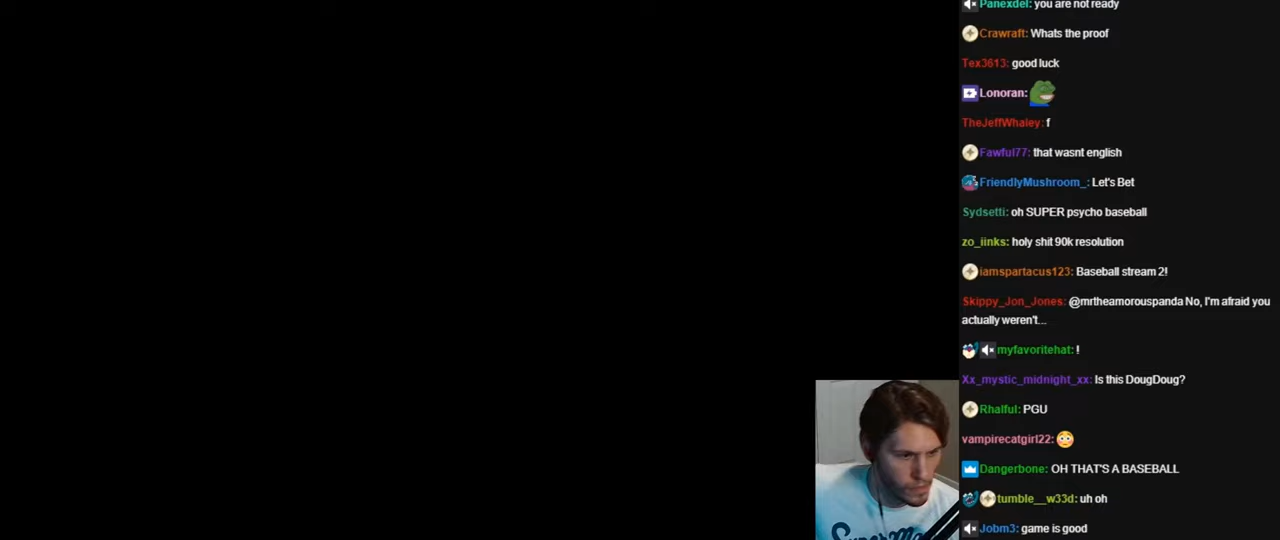 Panexdel: you are not ready
Crawraft: Whats the proof
Tex3613: good luck
Lonoran:
TheJeffWhaley: f
Fawful77: that wasnt english
FriendlyMushroom_: Let's Bet
Sydsetti: oh SUPER psycho baseball
zo_iinks: holy shit 90k resolution
iamspartacus123: Baseball stream 2!
Skippy_Jon_Jones: @mrtheamorouspanda No, I'm afraid you
actually weren't...
myfavoritehat: !
Xx_mystic_midnight_xx: Is this DougDoug?
Rhalful: PGU
vampirecatgirl22:
Dangerbone: OH THAT'S A BASEBALL
tumble__w33d: uh oh
Jobm3: game is good